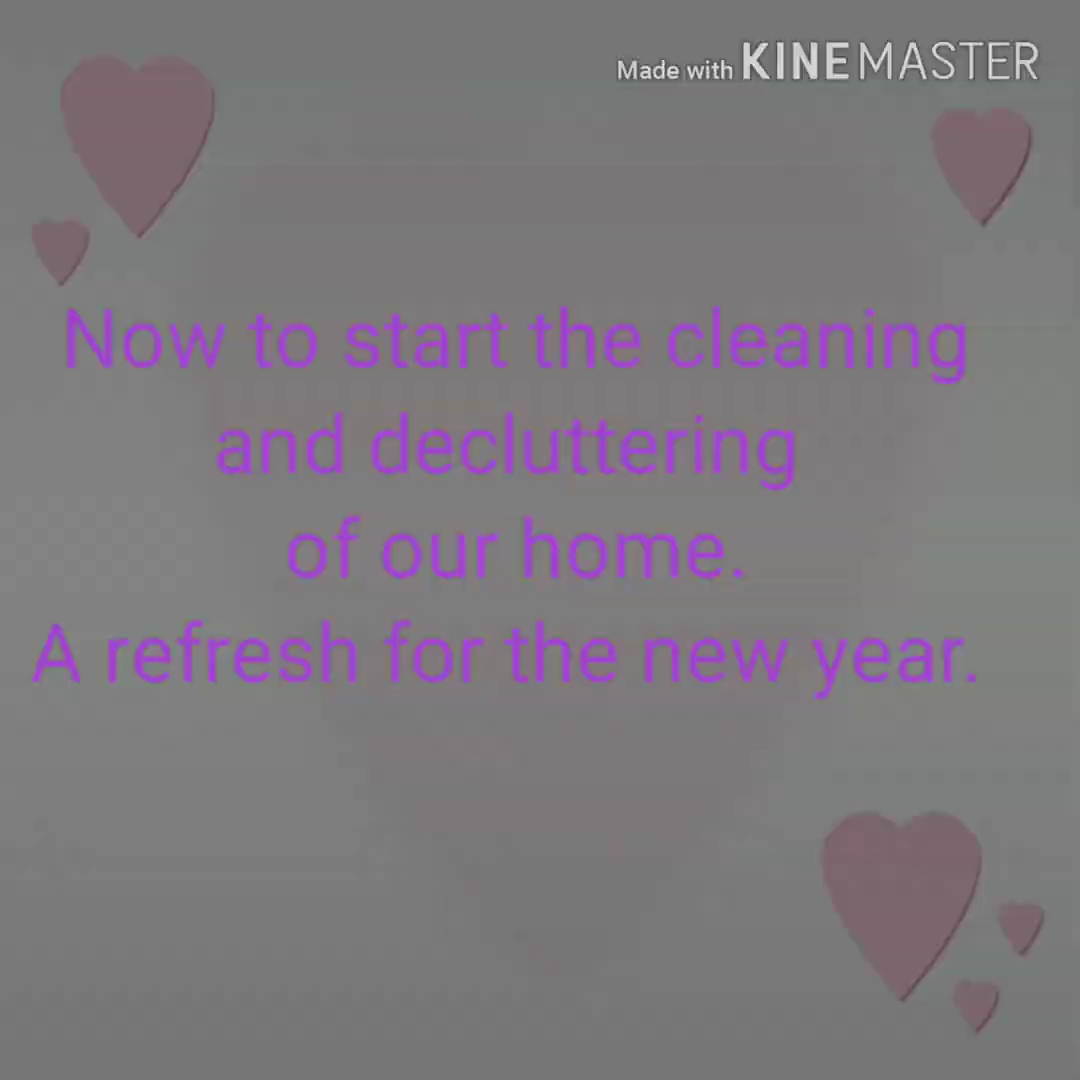 Made with KINEMASTER
Now to start the cleaning
and decluttering
of our home.
A refresh for the new year.